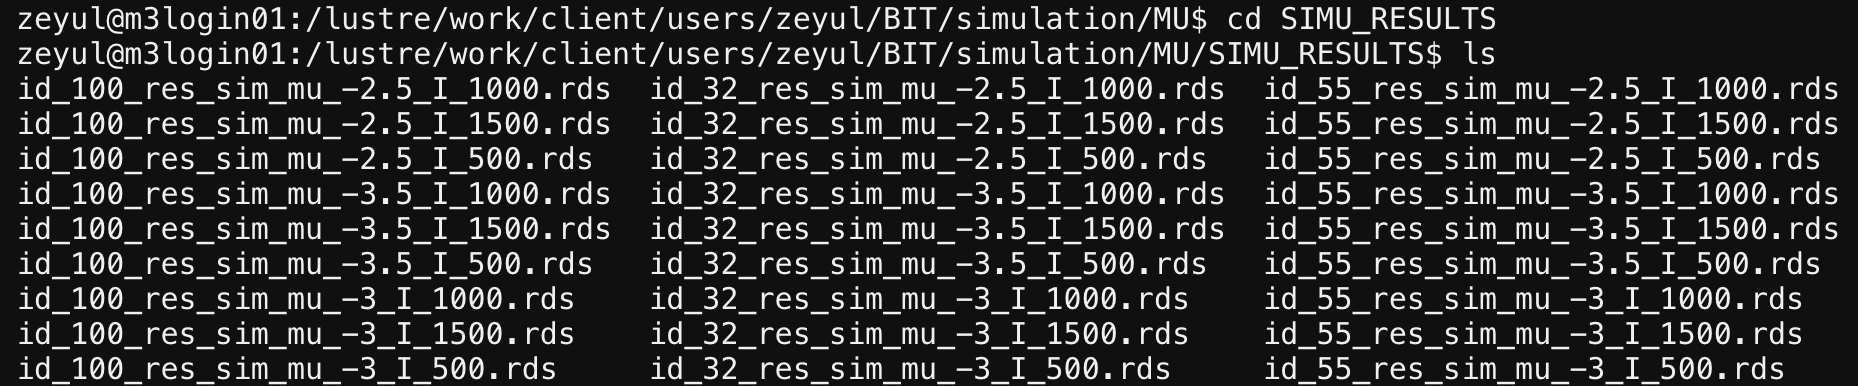 zeyul@m3login01:/lustre/work/client/users/zeyul/BIT/simulation/MU$ cd SIMU_RESULTS
zeyul@m3login01:/lustre/work/client/users/zeyul/BIT/simulation/MU/SIMU_RESULTS$ ls
id_100_res_sim_mu_-2.5_I_1000.rds  id_32_res_sim_mu_-2.5_I_1000.rds  id_55_res_sim_mu_-2.5_I_1000.rds
id_100_res_sim_mu_-2.5_I_1500.rds  id_32_res_sim_mu_-2.5_I_1500.rds  id_55_res_sim_mu_-2.5_I_1500.rds
id_100_res_sim_mu_-2.5_I_500.rds   id_32_res_sim_mu_-2.5_I_500.rds   id_55_res_sim_mu_-2.5_I_500.rds
id_100_res_sim_mu_-3.5_I_1000.rds  id_32_res_sim_mu_-3.5_I_1000.rds  id_55_res_sim_mu_-3.5_I_1000.rds
id_100_res_sim_mu_-3.5_I_1500.rds  id_32_res_sim_mu_-3.5_I_1500.rds  id_55_res_sim_mu_-3.5_I_1500.rds
id_100_res_sim_mu_-3.5_I_500.rds   id_32_res_sim_mu_-3.5_I_500.rds   id_55_res_sim_mu_-3.5_I_500.rds
id_100_res_sim_mu_-3_I_1000.rds    id_32_res_sim_mu_-3_I_1000.rds    id_55_res_sim_mu_-3_I_1000.rds
id_100_res_sim_mu_-3_I_1500.rds    id_32_res_sim_mu_-3_I_1500.rds    id_55_res_sim_mu_-3_I_1500.rds
id_100_res_sim_mu_-3_I_500.rds     id_32_res_sim_mu_-3_I_500.rds     id_55_res_sim_mu_-3_I_500.rds